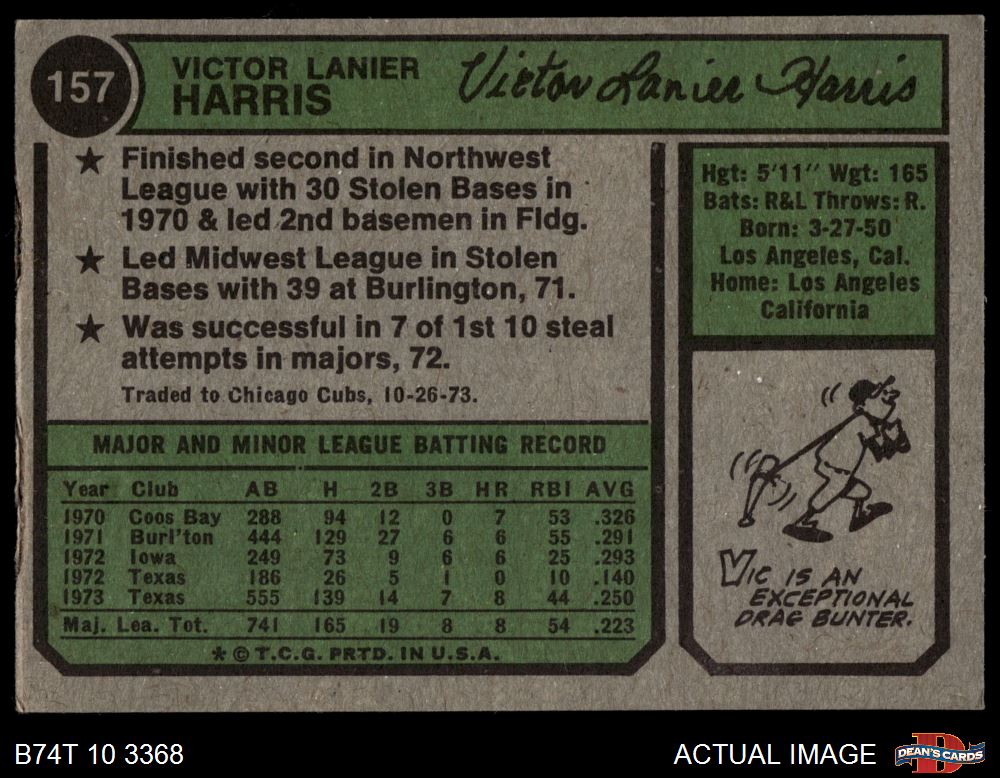 157
VICTOR LANIER
HARRIS
Victor Lanier Harris
★ Finished second in Northwest
League with 30 Stolen Bases in
1970 & led 2nd basemen in Fldg.
★ Led Midwest League in Stolen
Bases with 39 at Burlington, 71.
★ Was successful in 7 of 1st 10 steal
attempts in majors, 72.
Traded to Chicago Cubs, 10-26-73.
Hgt: 5'11" Wgt: 165
Bats: R&L Throws: R.
Born: 3-27-50
Los Angeles, Cal.
Home: Los Angeles
California
MAJOR AND MINOR LEAGUE BATTING RECORD
Year Club AB H 2B 3B HR RBI AVG
1970 Coos Bay 288 94 12 0 7 53 .326
1971 Burl'ton 444 129 27 6 6 55 .291
1972 Iowa 249 73 9 6 6 25 .293
1972 Texas 186 26 5 1 0 10 .140
1973 Texas 555 139 14 7 8 44 .250
Maj. Lea. Tot. 741 165 19 8 8 54 .223
* © T.C.G. PRTD. IN U.S.A.
VIC IS AN
EXCEPTIONAL
DRAG BUNTER.
B74T 10 3368
ACTUAL IMAGE
DEAN'S CARDS